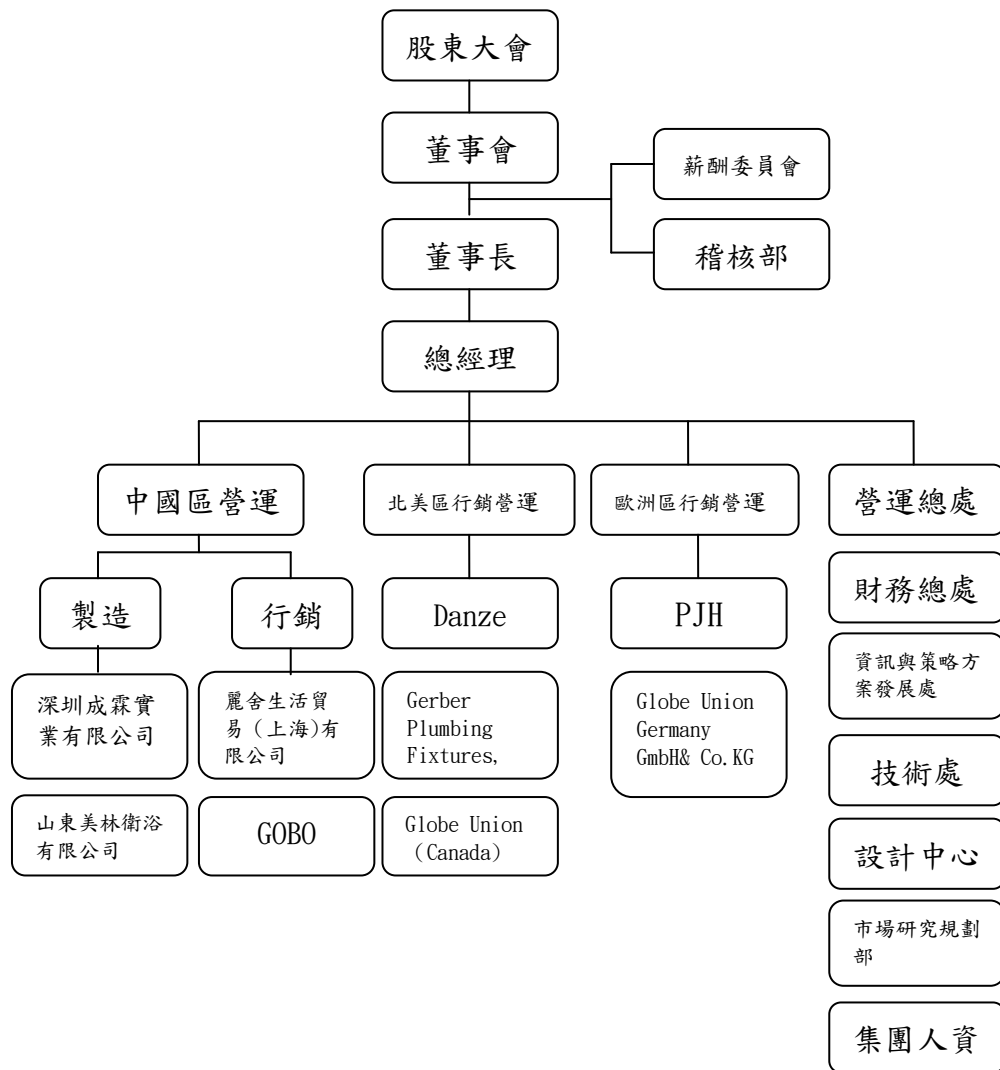 股東大會
董事會
薪酬委員會
稽核部
董事長
總經理
中國區營運
北美區行銷營運
歐洲區行銷營運
營運總處
製造
行銷
Danze
PJH
財務總處
深圳成霖實
業有限公司
麗舍生活貿
易（上海)有
限公司
Gerber
Plumbing
Fixtures,
Globe Union
Germany
GmbH& Co.KG
資訊與策略方
案發展處
技術處
山東美林衛浴
有限公司
GOBO
Globe Union
（Canada）
設計中心
市場研究規劃
部
集團人資